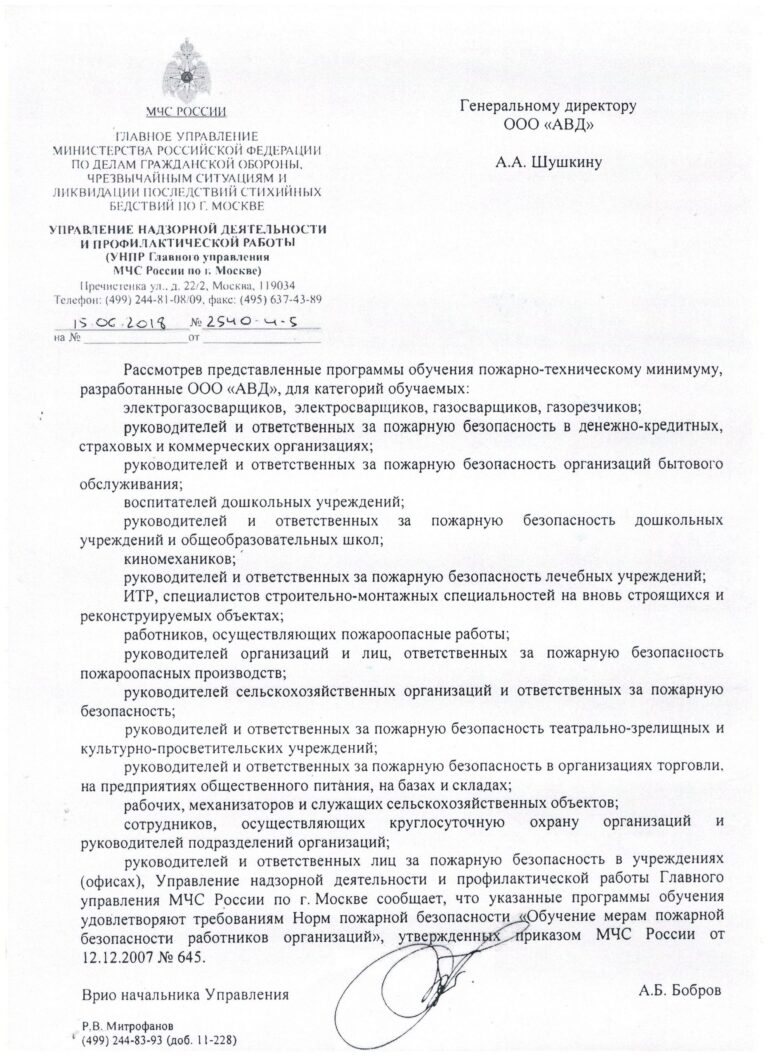 МЧС РОССИИ
ГЛАВНОЕ УПРАВЛЕНИЕ
МИНИСТЕРСТВА РОССИЙСКОЙ ФЕДЕРАЦИИ
ПО ДЕЛАМ ГРАЖДАНСКОЙ ОБОРОНЫ,
ЧРЕЗВЫЧАЙНЫМ СИТУАЦИЯМ И
ЛИКВИДАЦИИ ПОСЛЕДСТВИЙ СТИХИЙНЫХ
БЕДСТВИЙ ПО Г. МОСКВЕ
УПРАВЛЕНИЕ НАДЗОРНОЙ ДЕЯТЕЛЬНОСТИ
И ПРОФИЛАКТИЧЕСКОЙ РАБОТЫ
(УНПР Главного управления
МЧС России по г. Москве)
Пречистенка ул., д. 22/2, Москва, 119034
Телефон: (499) 244-81-08/09, факс: (495) 637-43-89
15.06.2018 № 2540-4-5
на № от
Генеральному директору
ООО «АВД»
А.А. Шушкину
Рассмотрев представленные программы обучения пожарно-техническому минимуму,
разработанные ООО «АВД», для категорий обучаемых:
электрогазосварщиков, электросварщиков, газосварщиков, газорезчиков;
руководителей и ответственных за пожарную безопасность в денежно-кредитных,
страховых и коммерческих организациях;
руководителей и ответственных за пожарную безопасность организаций бытового
обслуживания;
воспитателей дошкольных учреждений;
руководителей и ответственных за пожарную безопасность дошкольных
учреждений и общеобразовательных школ;
киномехаников;
руководителей и ответственных за пожарную безопасность лечебных учреждений;
ИТР, специалистов строительно-монтажных специальностей на вновь строящихся и
реконструируемых объектах;
работников, осуществляющих пожароопасные работы;
руководителей организаций и лиц, ответственных за пожарную безопасность
пожароопасных производств;
руководителей сельскохозяйственных организаций и ответственных за пожарную
безопасность;
руководителей и ответственных за пожарную безопасность театрально-зрелищных и
культурно-просветительских учреждений;
руководителей и ответственных за пожарную безопасность в организациях торговли,
на предприятиях общественного питания, на базах и складах;
рабочих, механизаторов и служащих сельскохозяйственных объектов;
сотрудников, осуществляющих круглосуточную охрану организаций и
руководителей подразделений организаций;
руководителей и ответственных лиц за пожарную безопасность в учреждениях
(офисах), Управление надзорной деятельности и профилактической работы Главного
управления МЧС России по г. Москве сообщает, что указанные программы обучения
удовлетворяют требованиям Норм пожарной безопасности «Обучение мерам пожарной
безопасности работников организаций», утвержденных приказом МЧС России от
12.12.2007 № 645.
Врио начальника Управления А.Б. Бобров
Р.В. Митрофанов
(499) 244-83-93 (доб. 11-228)